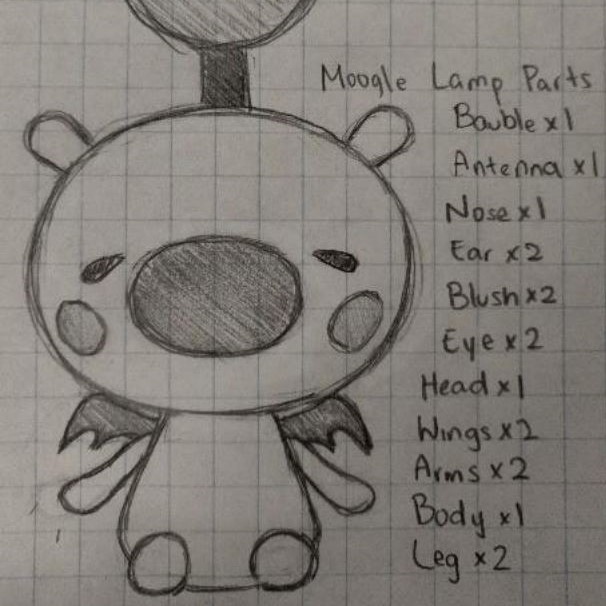 Moogle Lamp Parts
Bauble x1
Antenna x1
Nose x1
Ear x2
Blush x2
Eye x2
Head x1
Wings x2
Arms x2
Body x1
Leg x2